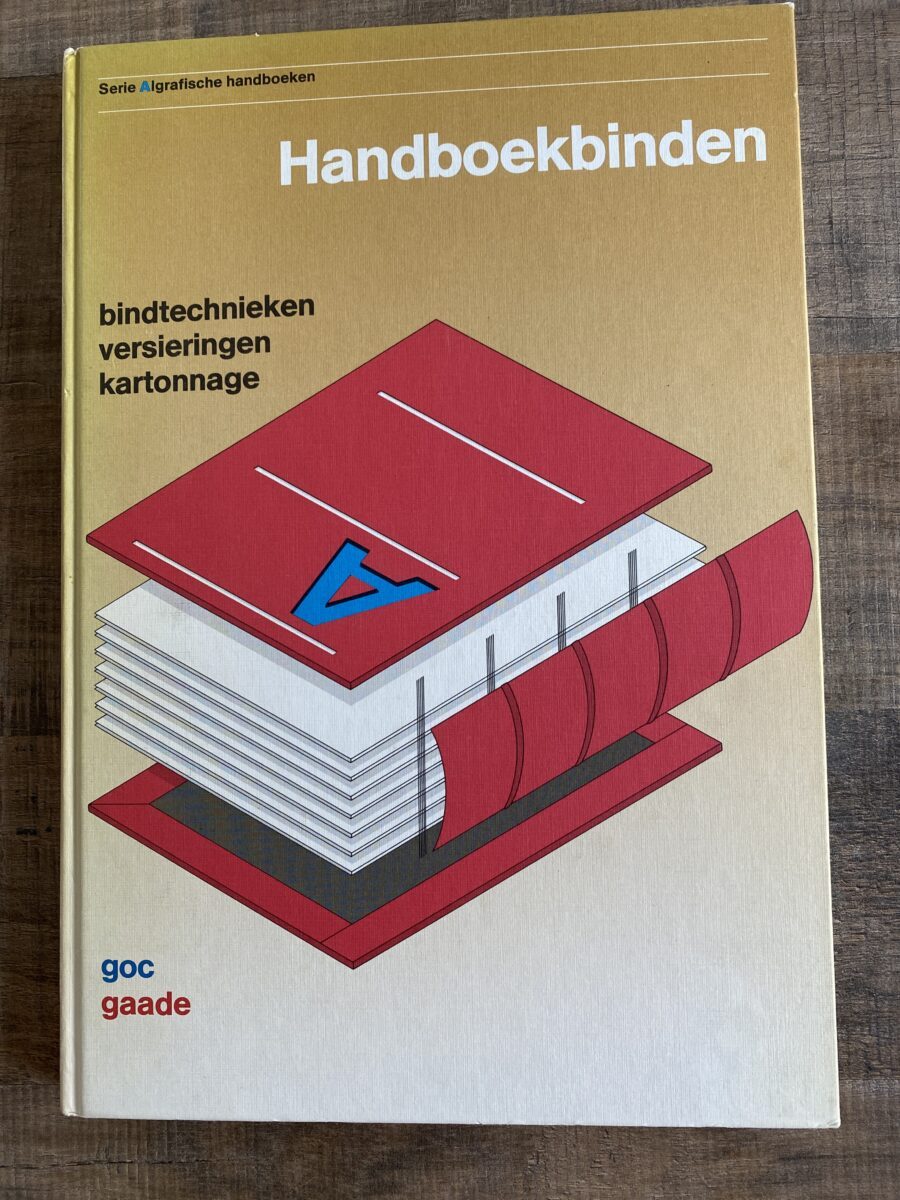 Serie Algrafische handboeken
Handboekbinden
bindtechnieken
versieringen
kartonnage
A
goc
gaade